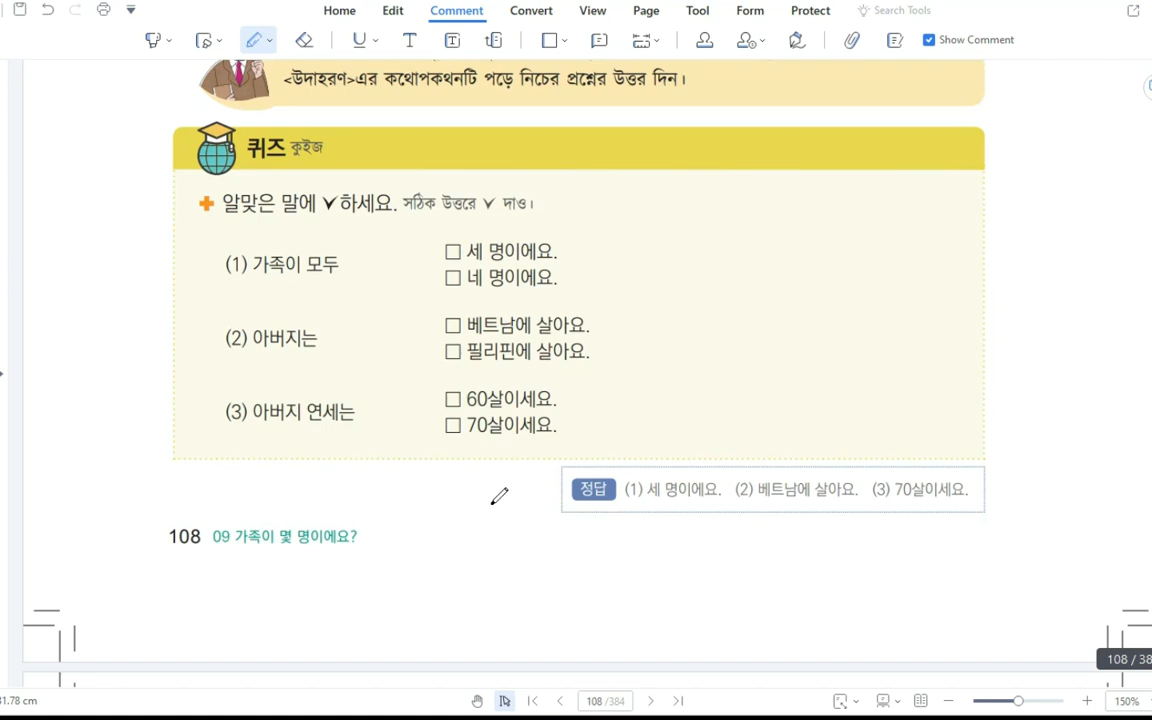 Home Edit Comment Convert View Page Tool Form Protect Search Tools
Show Comment
<উদাহরণ>এর কথোপকথনটি পড়ে নিচের প্রশ্নের উত্তর দিন।
퀴즈 কুইজ
알맞은 말에 ✓하세요. সঠিক উত্তরে ✓ দাও।
(1) 가족이 모두
□ 세 명이에요.
□ 네 명이에요.
(2) 아버지는
□ 베트남에 살아요.
□ 필리핀에 살아요.
(3) 아버지 연세는
□ 60살이세요.
□ 70살이세요.
정답 (1) 세 명이에요. (2) 베트남에 살아요. (3) 70살이세요.
108 09 가족이 몇 명이에요?
108 / 38
31.78 cm 108 /384 150%